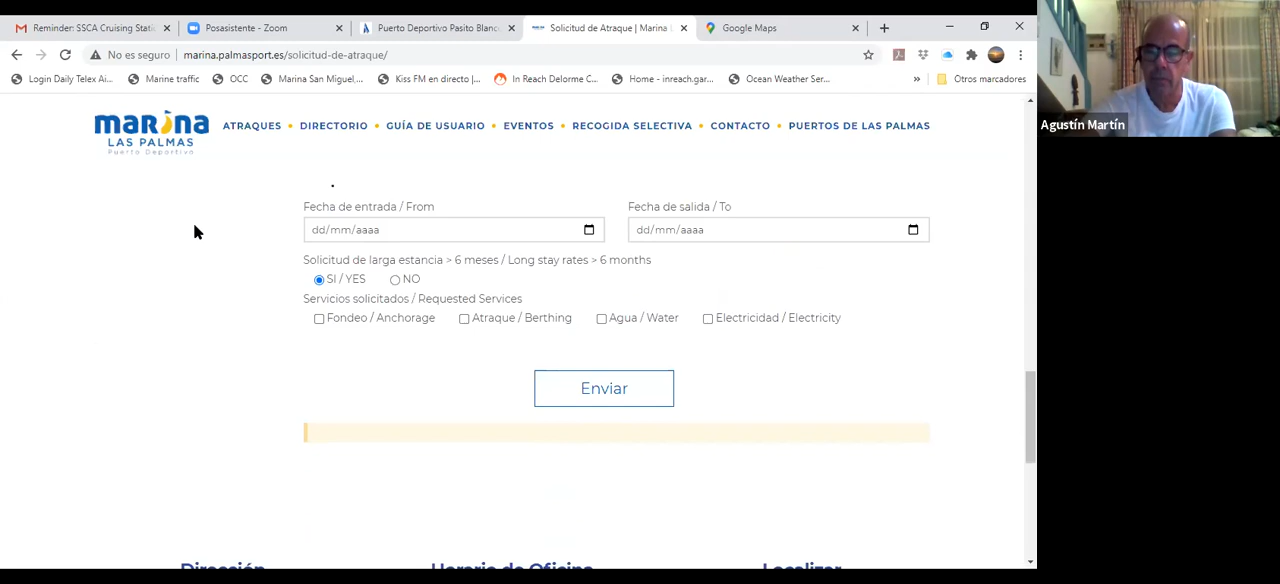 Reminder: SSCA Cruising Stati
Posasistente - Zoom
Puerto Deportivo Pasito Blanc
Solicitud de Atraque | Marina L
Google Maps
No es seguro | marina.palmasport.es/solicitud-de-atraque/
Login Daily Telex Ai...
Marine traffic
OCC
Marina San Miguel,...
Kiss FM en directo |...
In Reach Delorme C...
Home - inreach.gar...
Ocean Weather Ser...
»
Otros marcadores
Agustín Martín
marina
LAS PALMAS
Puerto Deportivo
ATRAQUES • DIRECTORIO • GUÍA DE USUARIO • EVENTOS • RECOGIDA SELECTIVA • CONTACTO • PUERTOS DE LAS PALMAS
.
Fecha de entrada / From
Fecha de salida / To
dd/mm/aaaa
dd/mm/aaaa
Solicitud de larga estancia > 6 meses / Long stay rates > 6 months
SI / YES
NO
Servicios solicitados / Requested Services
Fondeo / Anchorage
Atraque / Berthing
Agua / Water
Electricidad / Electricity
Enviar
Dirección
Horario de Oficina
Localizar